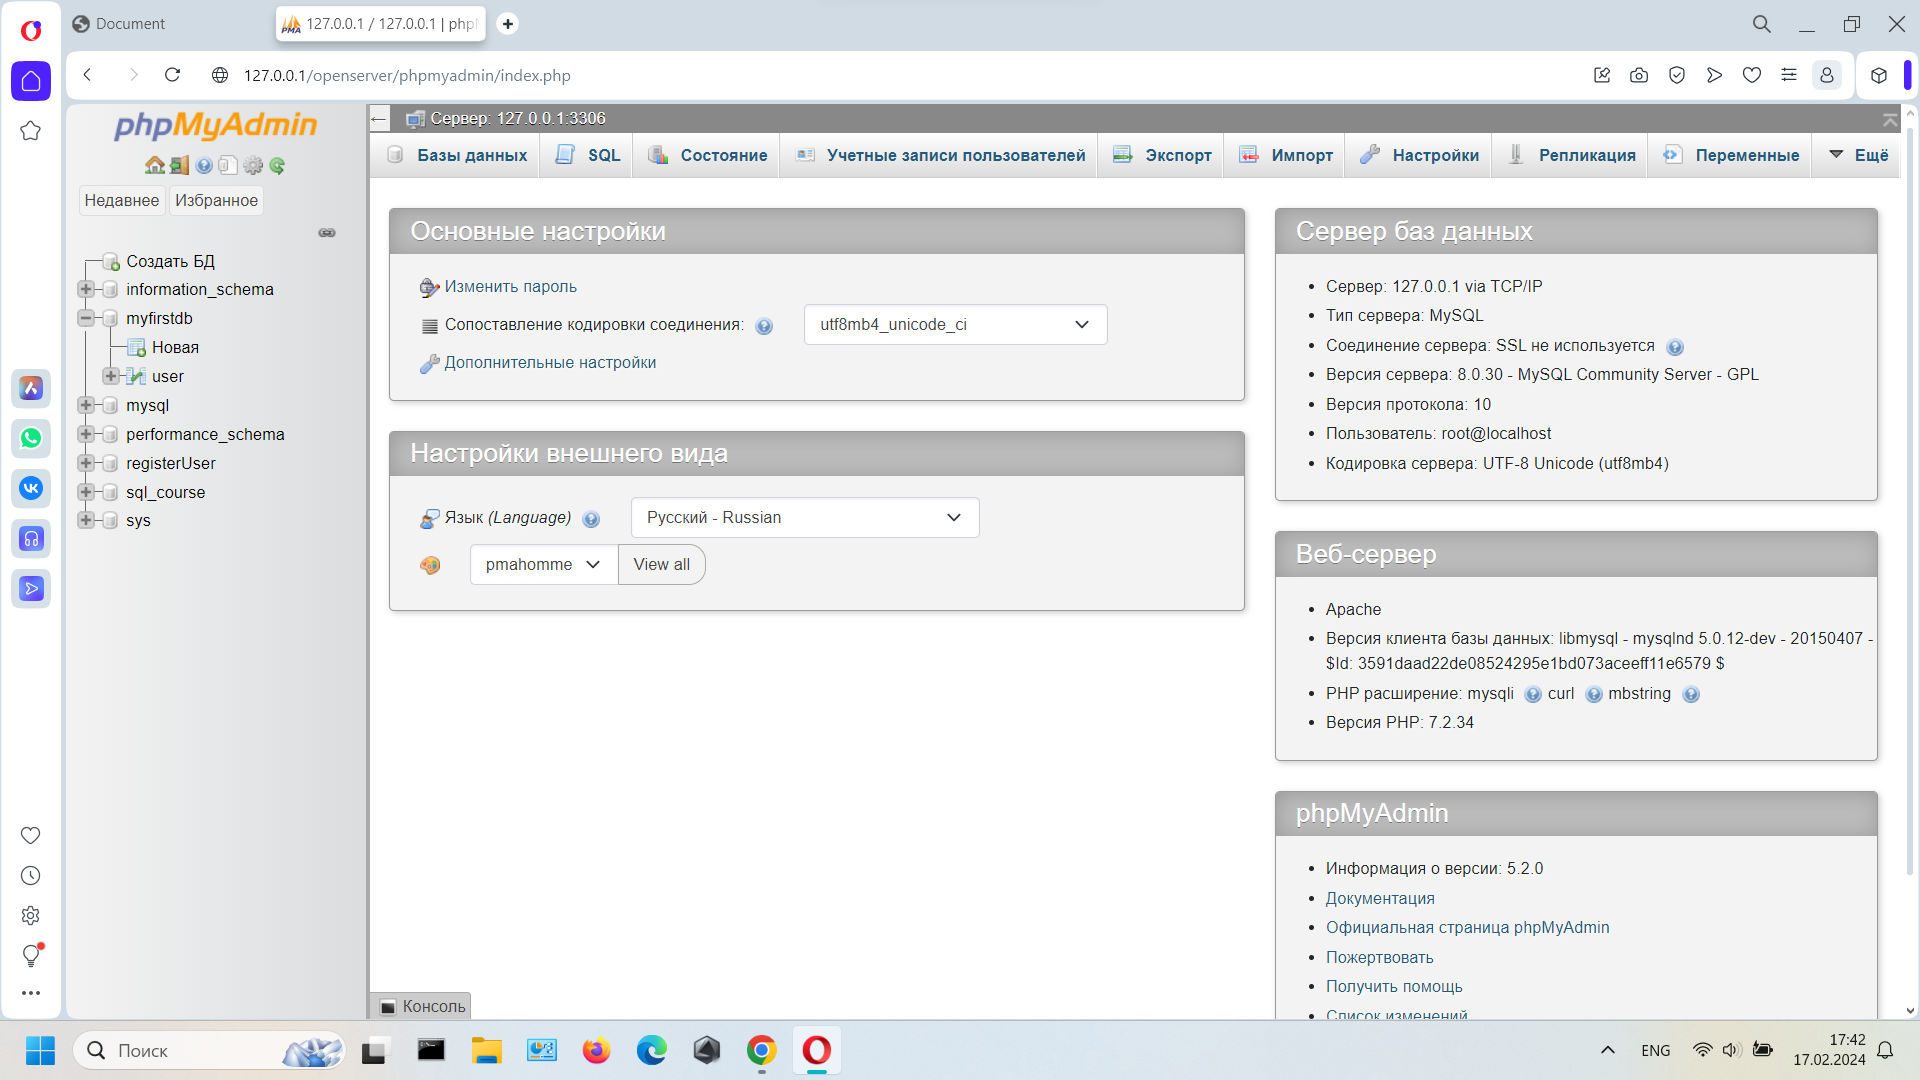 Document
127.0.0.1 / 127.0.0.1 | php
127.0.0.1/openserver/phpmyadmin/index.php
phpMyAdmin
Недавнее Избранное
Создать БД
information_schema
myfirstdb
Новая
user
mysql
performance_schema
registerUser
sql_course
sys
Сервер: 127.0.0.1:3306
Базы данных SQL Состояние Учетные записи пользователей Экспорт Импорт Настройки Репликация Переменные Ещё
Основные настройки
Изменить пароль
Сопоставление кодировки соединения: utf8mb4_unicode_ci
Дополнительные настройки
Настройки внешнего вида
Язык (Language) Русский - Russian
pmahomme View all
Сервер баз данных
Сервер: 127.0.0.1 via TCP/IP
Тип сервера: MySQL
Соединение сервера: SSL не используется
Версия сервера: 8.0.30 - MySQL Community Server - GPL
Версия протокола: 10
Пользователь: root@localhost
Кодировка сервера: UTF-8 Unicode (utf8mb4)
Веб-сервер
Apache
Версия клиента базы данных: libmysql - mysqlnd 5.0.12-dev - 20150407 -
$Id: 3591daad22de08524295e1bd073aceeff11e6579 $
PHP расширение: mysqli curl mbstring
Версия PHP: 7.2.34
phpMyAdmin
Информация о версии: 5.2.0
Документация
Официальная страница phpMyAdmin
Пожертвовать
Получить помощь
Список изменений
Консоль
Поиск
ENG
17:42
17.02.2024